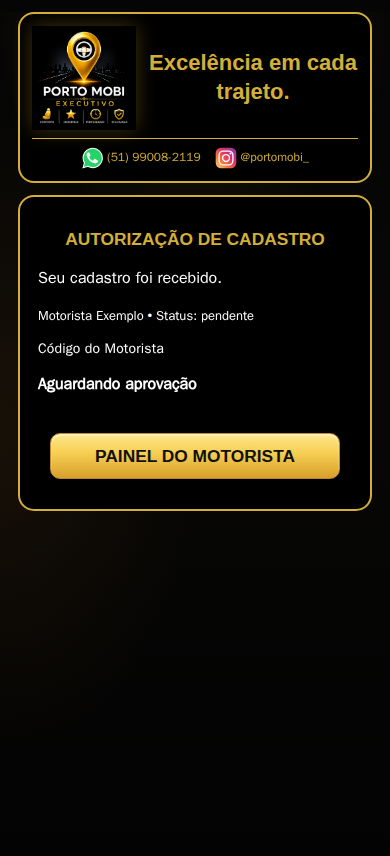 PORTO MOBI
EXECUTIVO
Excelência em cada
trajeto.
(51) 99008-2119
@portomobi_
AUTORIZAÇÃO DE CADASTRO
Seu cadastro foi recebido.
Motorista Exemplo • Status: pendente
Código do Motorista
Aguardando aprovação
PAINEL DO MOTORISTA